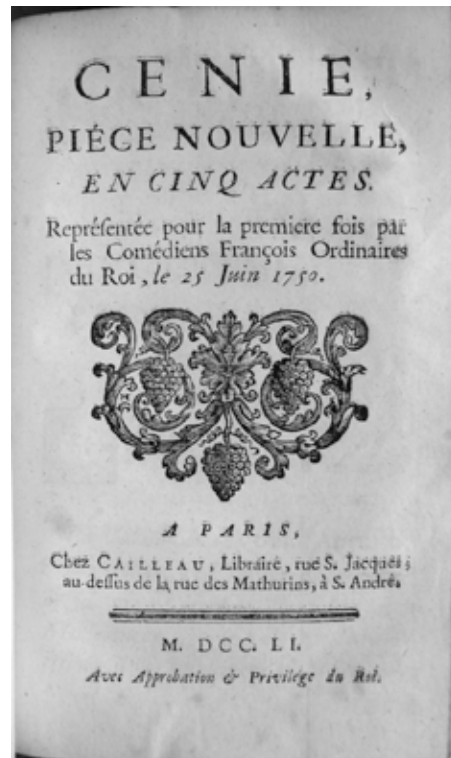 CENIE,
PIÉCE NOUVELLE,
EN CINQ ACTES.
Repréſentée pour la premiere fois par
les Comédiens François Ordinaires
du Roi, le 25 Juin 1750.
A PARIS,
Chez CAILLEAU, Libraire, rue S. Jacques;
au-deſſus de la rue des Mathurins, à S. André.
M. DCC. LI.
Avec Approbation & Privilége du Roi.